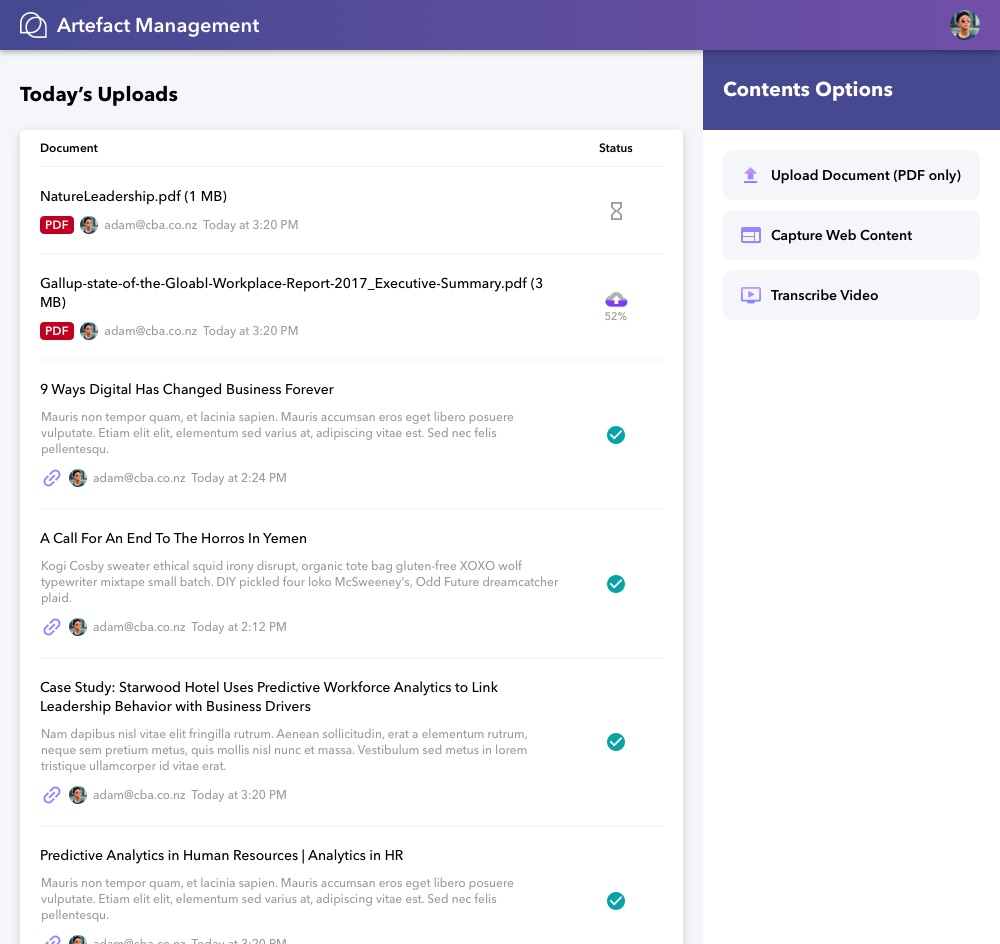 Artefact Management
Today’s Uploads
Document
Status
NatureLeadership.pdf (1 MB)
PDF
adam@cba.co.nz Today at 3:20 PM
Gallup-state-of-the-Gloabl-Workplace-Report-2017_Executive-Summary.pdf (3
MB)
52%
PDF
adam@cba.co.nz Today at 3:20 PM
9 Ways Digital Has Changed Business Forever
Mauris non tempor quam, et lacinia sapien. Mauris accumsan eros eget libero posuere
vulputate. Etiam elit elit, elementum sed varius at, adipiscing vitae est. Sed nec felis
pellentesqu.
adam@cba.co.nz Today at 2:24 PM
A Call For An End To The Horros In Yemen
Kogi Cosby sweater ethical squid irony disrupt, organic tote bag gluten-free XOXO wolf
typewriter mixtape small batch. DIY pickled four loko McSweeney's, Odd Future dreamcatcher
plaid.
adam@cba.co.nz Today at 2:12 PM
Case Study: Starwood Hotel Uses Predictive Workforce Analytics to Link
Leadership Behavior with Business Drivers
Nam dapibus nisl vitae elit fringilla rutrum. Aenean sollicitudin, erat a elementum rutrum,
neque sem pretium metus, quis mollis nisl nunc et massa. Vestibulum sed metus in lorem
tristique ullamcorper id vitae erat.
adam@cba.co.nz Today at 3:20 PM
Predictive Analytics in Human Resources | Analytics in HR
Mauris non tempor quam, et lacinia sapien. Mauris accumsan eros eget libero posuere
vulputate. Etiam elit elit, elementum sed varius at, adipiscing vitae est. Sed nec felis
pellentesqu.
adam@cba.co.nz Today at 3:20 PM
Contents Options
Upload Document (PDF only)
Capture Web Content
Transcribe Video